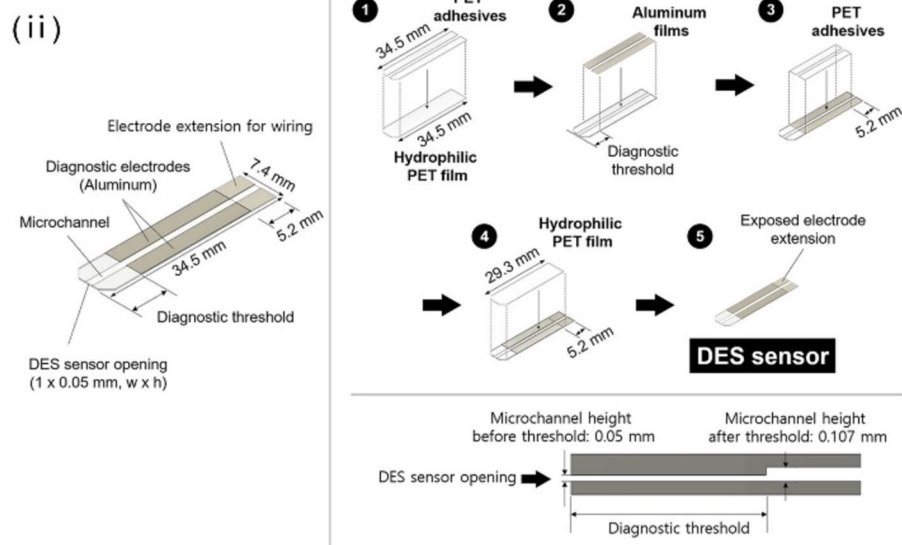 (ii)
Electrode extension for wiring
Diagnostic electrodes
(Aluminum)
Microchannel
7.4 mm
5.2 mm
34.5 mm
Diagnostic threshold
DES sensor opening
(1 x 0.05 mm, w x h)
1
PET
adhesives
34.5 mm
34.5 mm
Hydrophilic
PET film
2
Aluminum
films
Diagnostic
threshold
3
PET
adhesives
5.2 mm
4
Hydrophilic
PET film
29.3 mm
5.2 mm
5
Exposed electrode
extension
DES sensor
Microchannel height
before threshold: 0.05 mm
Microchannel height
after threshold: 0.107 mm
DES sensor opening
Diagnostic threshold